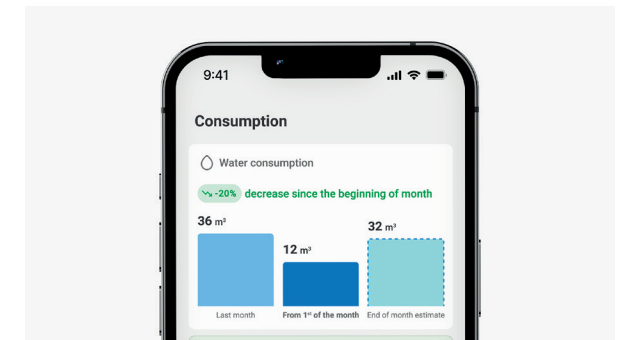 9:41
Consumption
Water consumption
-20% decrease since the beginning of month
36 m³
12 m³
32 m³
Last month
From 1ˢᵗ of the month
End of month estimate